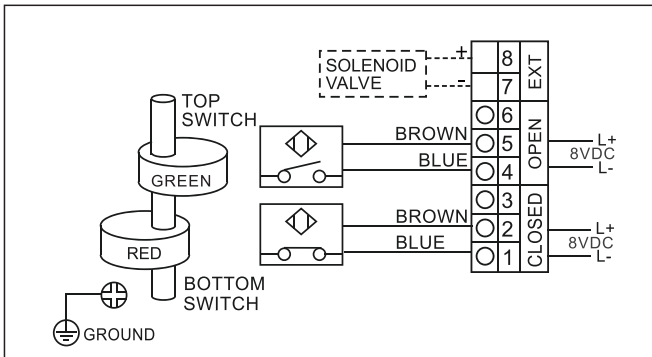 TOP
SWITCH
GREEN
RED
BOTTOM
SWITCH
GROUND
SOLENOID
VALVE
+
-
BROWN
BLUE
BROWN
BLUE
8
7
6
5
4
3
2
1
EXT
OPEN
CLOSED
L+
8VDC
L-
L+
8VDC
L-